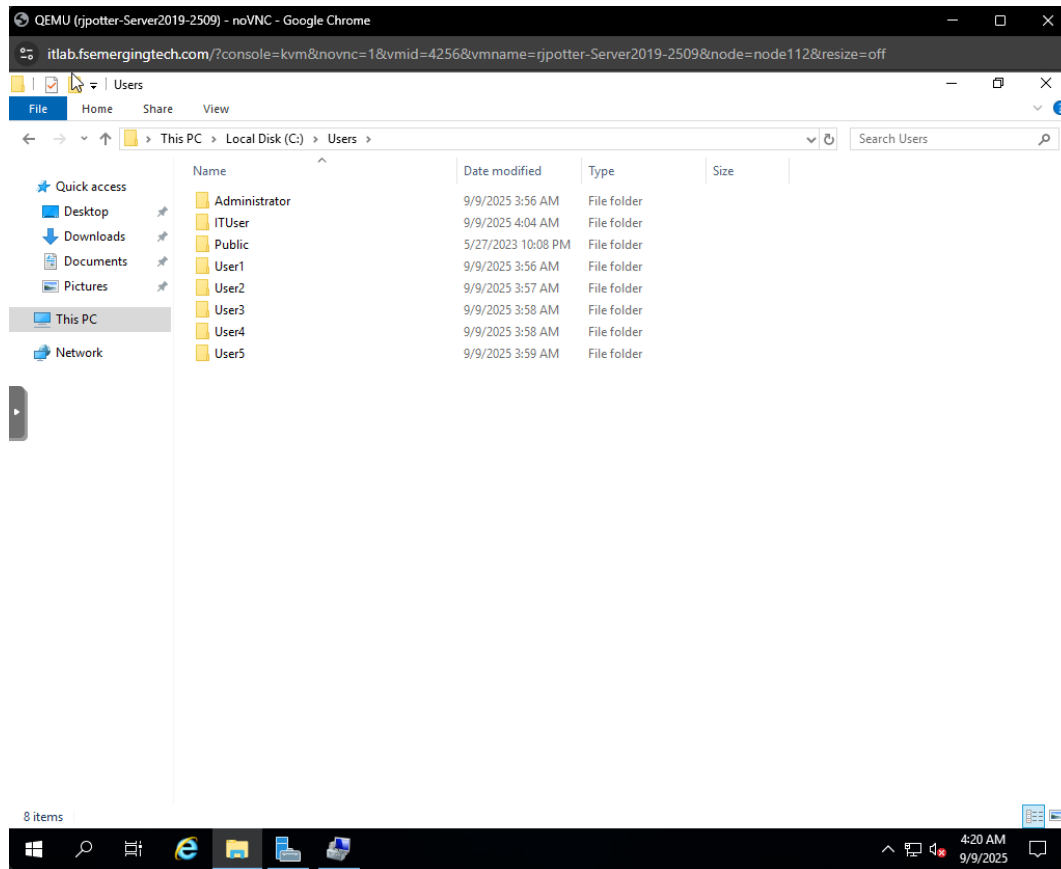 QEMU (rjpotter-Server2019-2509) - noVNC - Google Chrome
itlab.fsemergingtech.com/?console=kvm&novnc=1&vmid=4256&vmname=rjpotter-Server2019-2509&node=node112&resize=off
Users
File Home Share View
This PC > Local Disk (C:) > Users >
Search Users
Name Date modified Type Size
Quick access
Desktop
Downloads
Documents
Pictures
This PC
Network
Administrator 9/9/2025 3:56 AM File folder
ITUser 9/9/2025 4:04 AM File folder
Public 5/27/2023 10:08 PM File folder
User1 9/9/2025 3:56 AM File folder
User2 9/9/2025 3:57 AM File folder
User3 9/9/2025 3:58 AM File folder
User4 9/9/2025 3:58 AM File folder
User5 9/9/2025 3:59 AM File folder
8 items
4:20 AM
9/9/2025